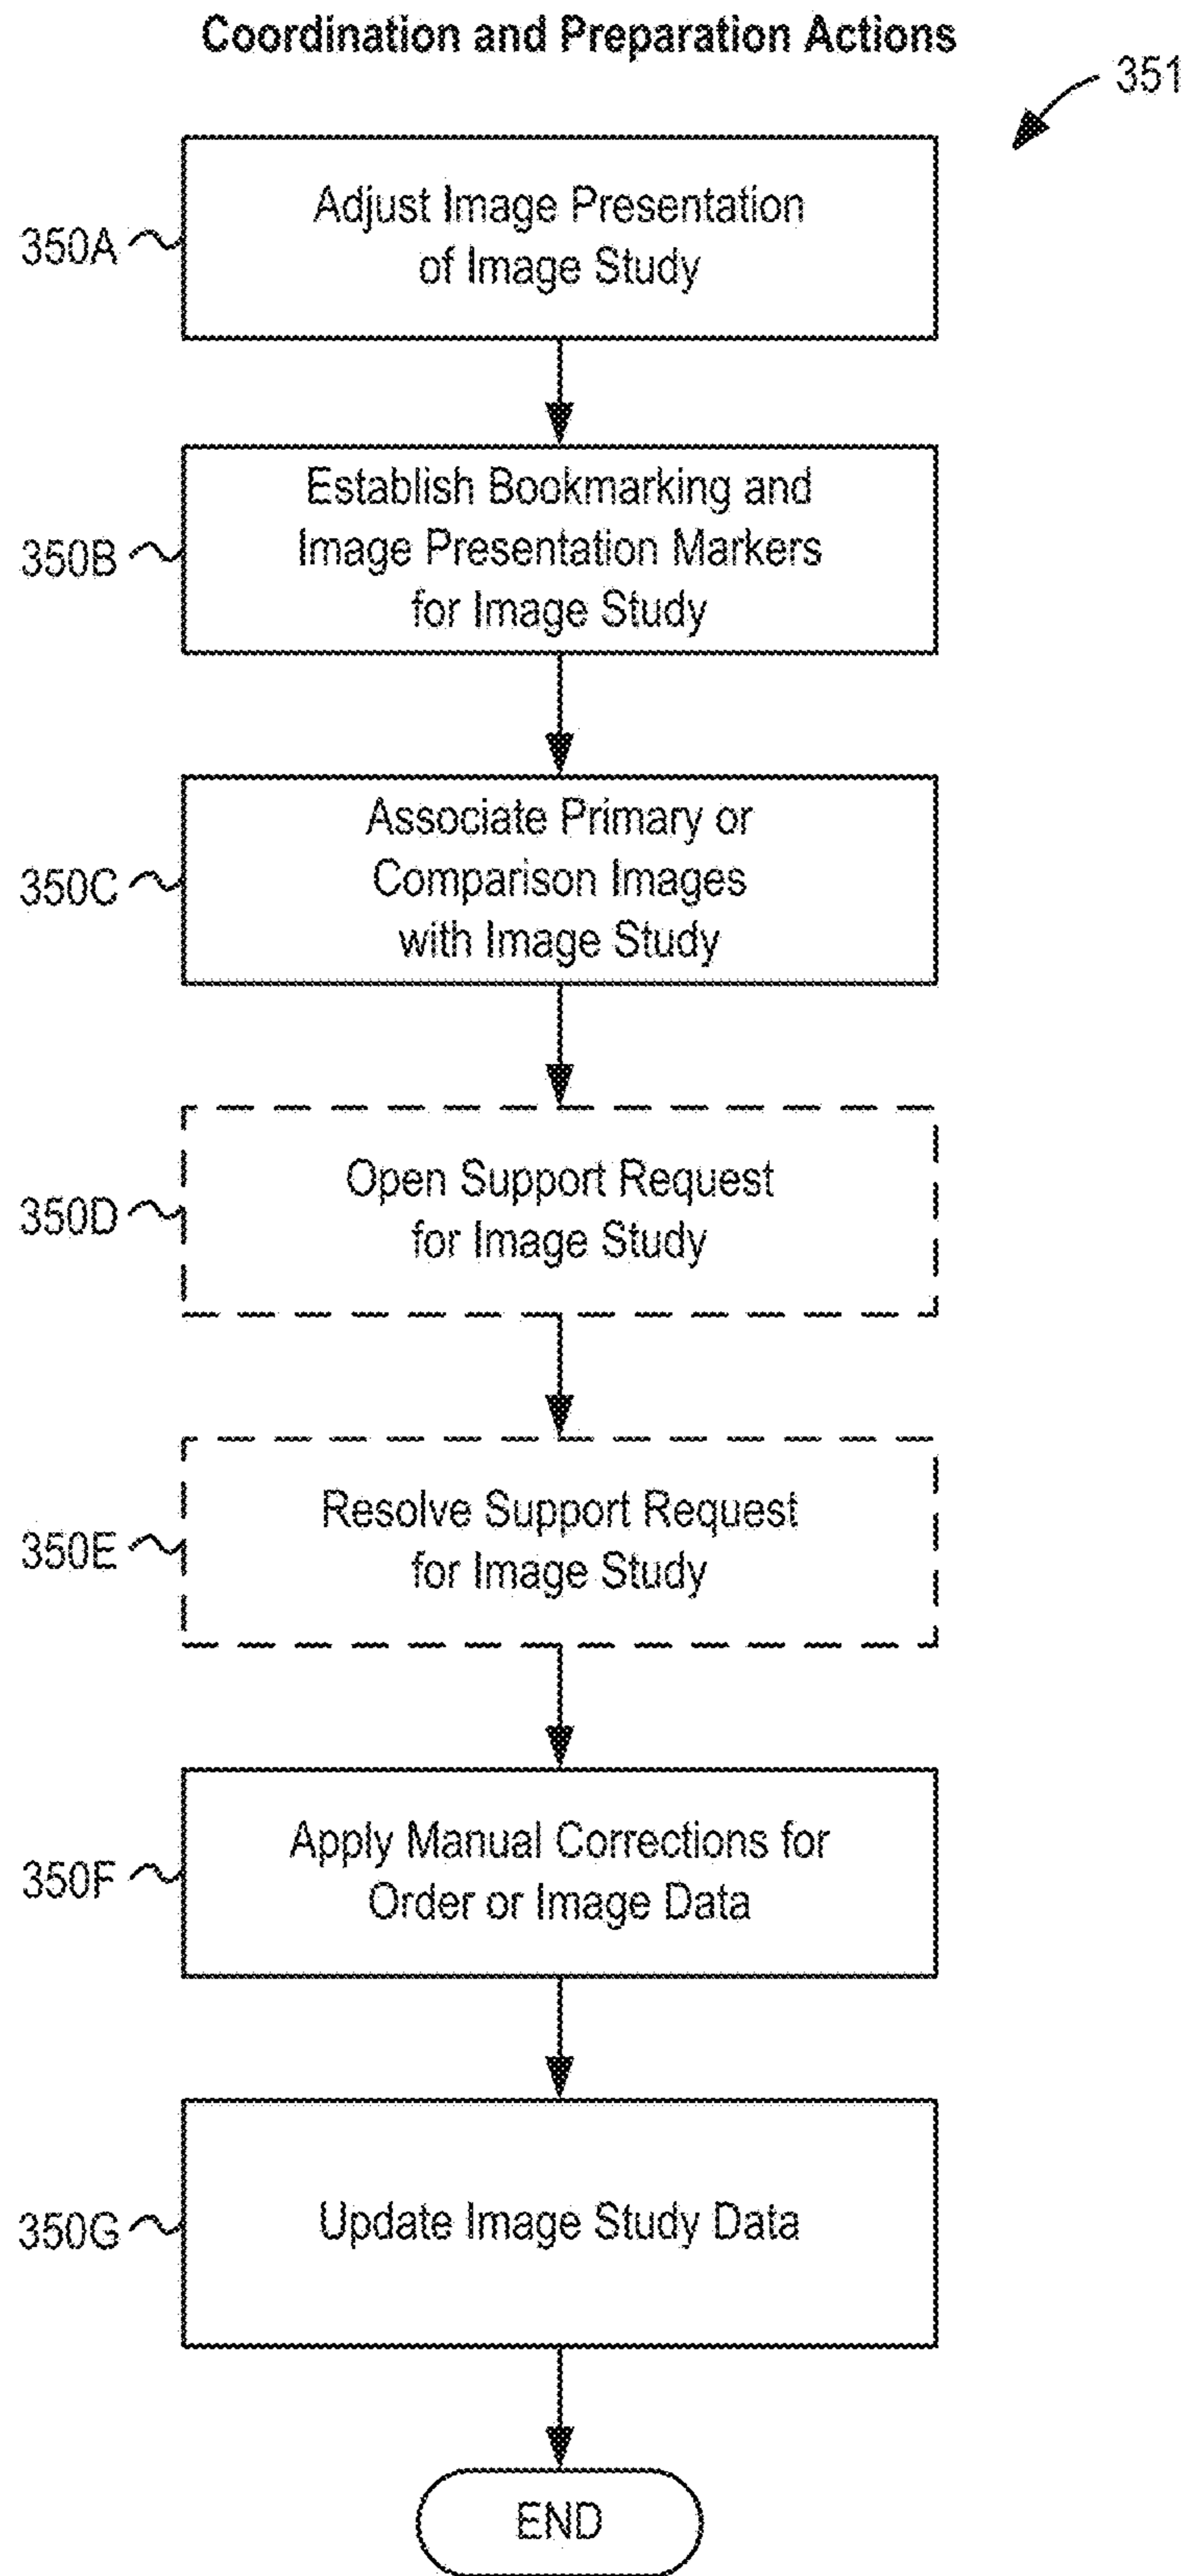 Coordination and Preparation Actions
351
350A
Adjust Image Presentation
of Image Study
350B
Establish Bookmarking and
Image Presentation Markers
for Image Study
350C
Associate Primary or
Comparison Images
with Image Study
350D
Open Support Request
for Image Study
350E
Resolve Support Request
for Image Study
350F
Apply Manual Corrections for
Order or Image Data
350G
Update Image Study Data
END